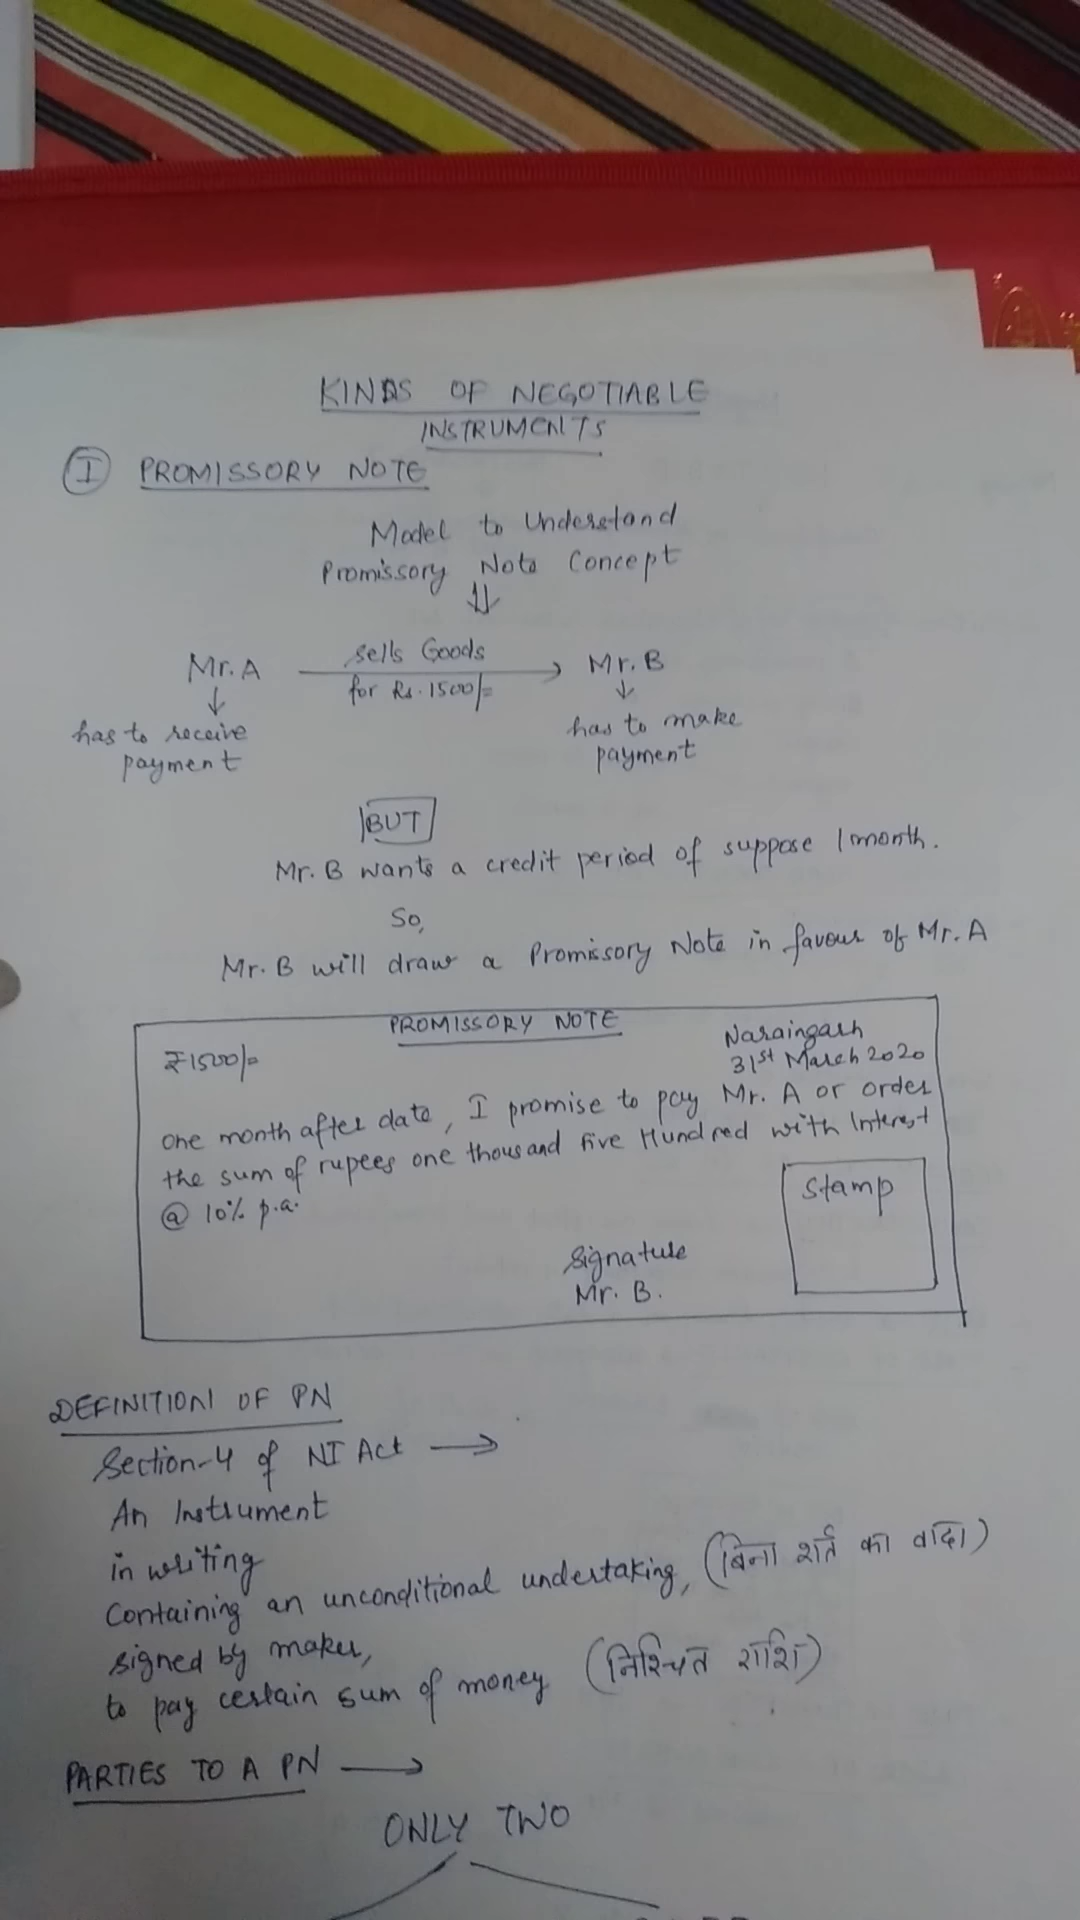 KINDS OF NEGOTIABLE
INSTRUMENTS
I PROMISSORY NOTE
Model to Understand
Promissory Note Concept
Mr. A sells Goods Mr. B
for Rs. 1500/=
has to receive
payment
has to make
payment
BUT
Mr. B wants a credit period of suppose 1 month.
So,
Mr. B will draw a Promissory Note in favour of Mr. A
PROMISSORY NOTE
₹1500/=
Naraingarh
31st March 2020
One month after date, I promise to pay Mr. A or order
the sum of rupees one thousand five Hundred with Interest
@ 10% p.a.
Stamp
Signature
Mr. B.
DEFINITION OF PN
Section-4 of NI Act →
An Instrument
in writing
Containing an unconditional undertaking, (बिना शर्त का वादा)
signed by maker,
to pay certain sum of money (निश्चित राशि)
PARTIES TO A PN →
ONLY TWO